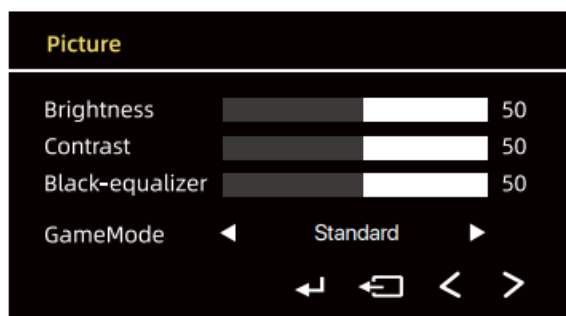 Picture
Brightness 50
Contrast 50
Black-equalizer 50
GameMode Standard